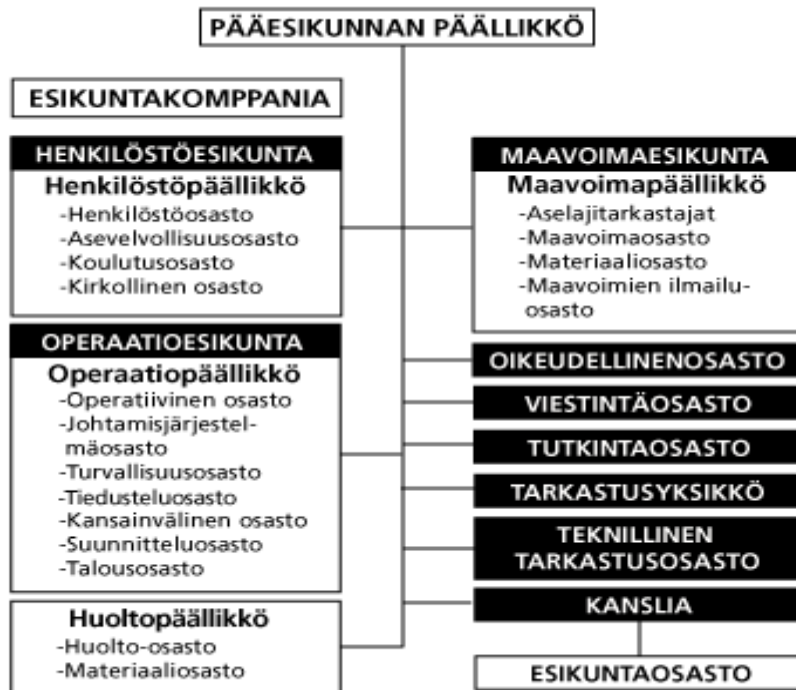 PÄÄESIKUNNAN PÄÄLLIKKÖ
ESIKUNTAKOMPPANIA
HENKILÖSTÖESIKUNTA
Henkilöstöpäällikkö
-Henkilöstöosasto
-Asevelvollisuusosasto
-Koulutusosasto
-Kirkollinen osasto
OPERAATIOESIKUNTA
Operaatiopäällikkö
-Operatiivinen osasto
-Johtamisjärjestel-
mäosasto
-Turvallisuusosasto
-Tiedusteluosasto
-Kansainvälinen osasto
-Suunnitteluosasto
-Talousosasto
Huoltopäällikkö
-Huolto-osasto
-Materiaaliosasto
MAAVOIMAESIKUNTA
Maavoimapäällikkö
-Aselajitarkastajat
-Maavoimaosasto
-Materiaaliosasto
-Maavoimien ilmailu-
osasto
OIKEUDELLINENOSASTO
VIESTINTÄOSASTO
TUTKINTAOSASTO
TARKASTUSYKSIKKÖ
TEKNILLINEN
TARKASTUSOSASTO
KANSLIA
ESIKUNTAOSASTO